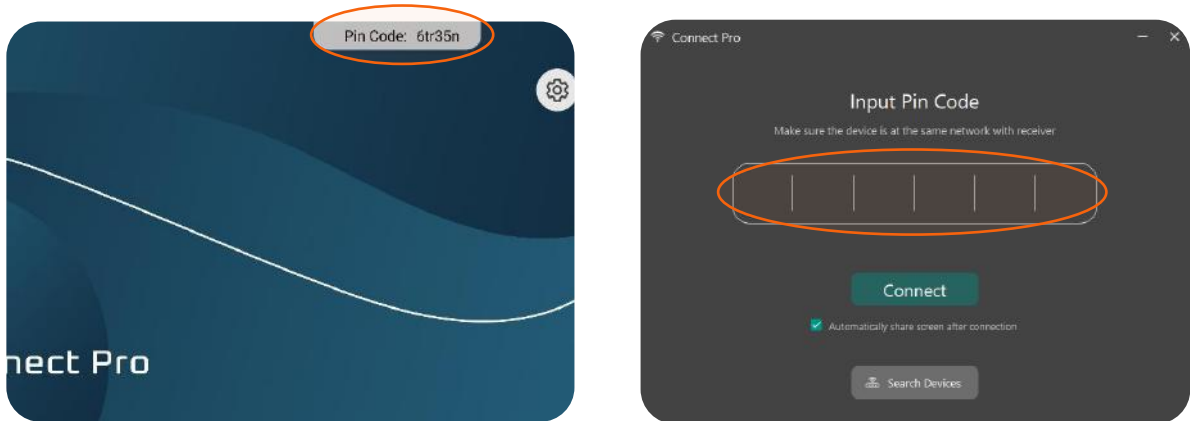 Pin Code: 6tr35n
nect Pro
Connect Pro
Input Pin Code
Make sure the device is at the same network with receiver
Connect
Automatically share screen after connection
Search Devices